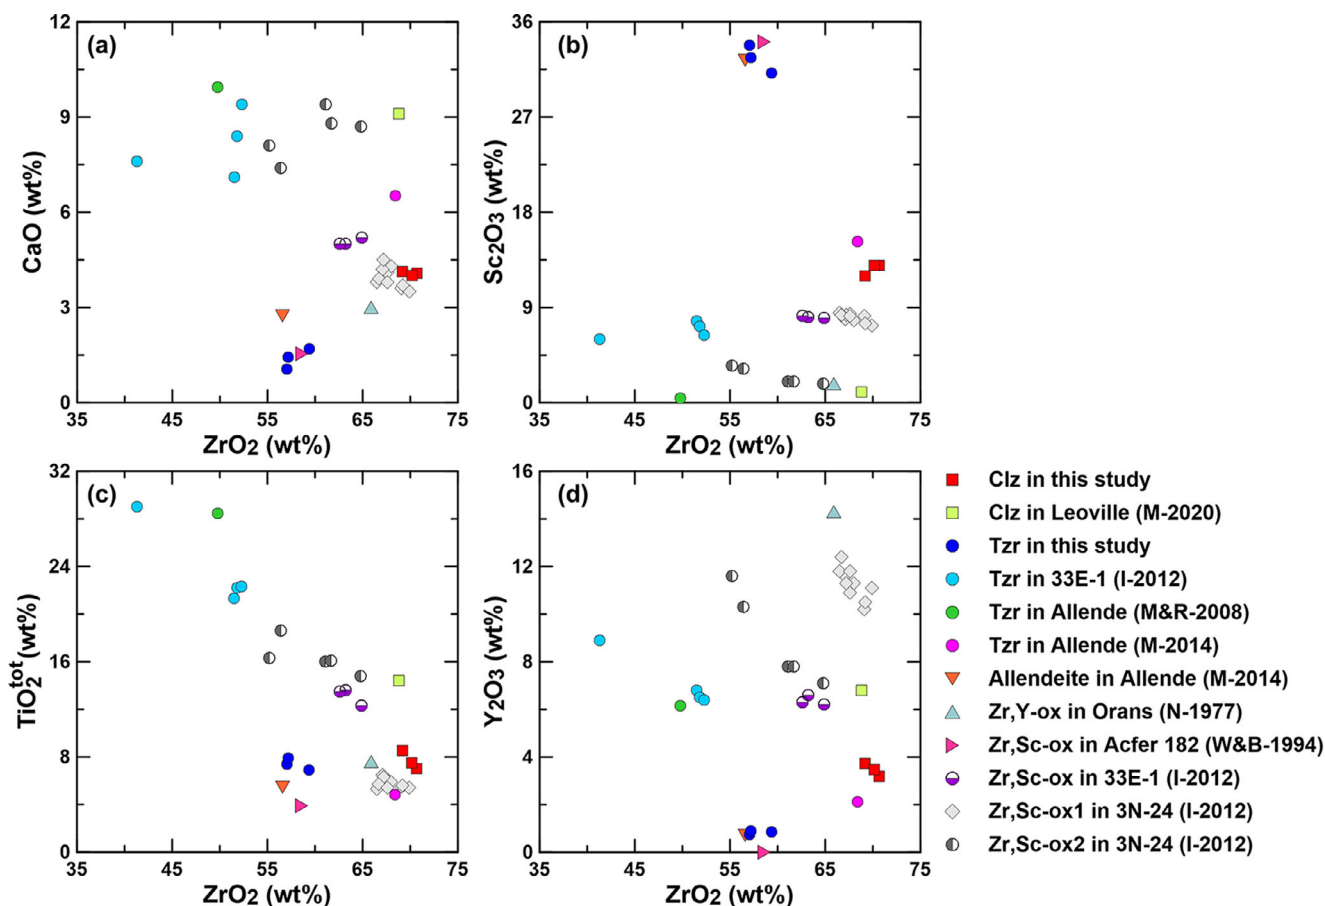 12
(a)
9
6
3
0
CaO (wt%)
35 45 55 65 75
ZrO2 (wt%)
36
(b)
27
18
9
0
Sc2O3 (wt%)
35 45 55 65 75
ZrO2 (wt%)
32
(c)
24
16
8
0
TiO2tot (wt%)
35 45 55 65 75
ZrO2 (wt%)
16
(d)
12
8
4
0
Y2O3 (wt%)
35 45 55 65 75
ZrO2 (wt%)
Clz in this study
Clz in Leoville (M-2020)
Tzr in this study
Tzr in 33E-1 (I-2012)
Tzr in Allende (M&R-2008)
Tzr in Allende (M-2014)
Allendeite in Allende (M-2014)
Zr,Y-ox in Orans (N-1977)
Zr,Sc-ox in Acfer 182 (W&B-1994)
Zr,Sc-ox in 33E-1 (I-2012)
Zr,Sc-ox1 in 3N-24 (I-2012)
Zr,Sc-ox2 in 3N-24 (I-2012)